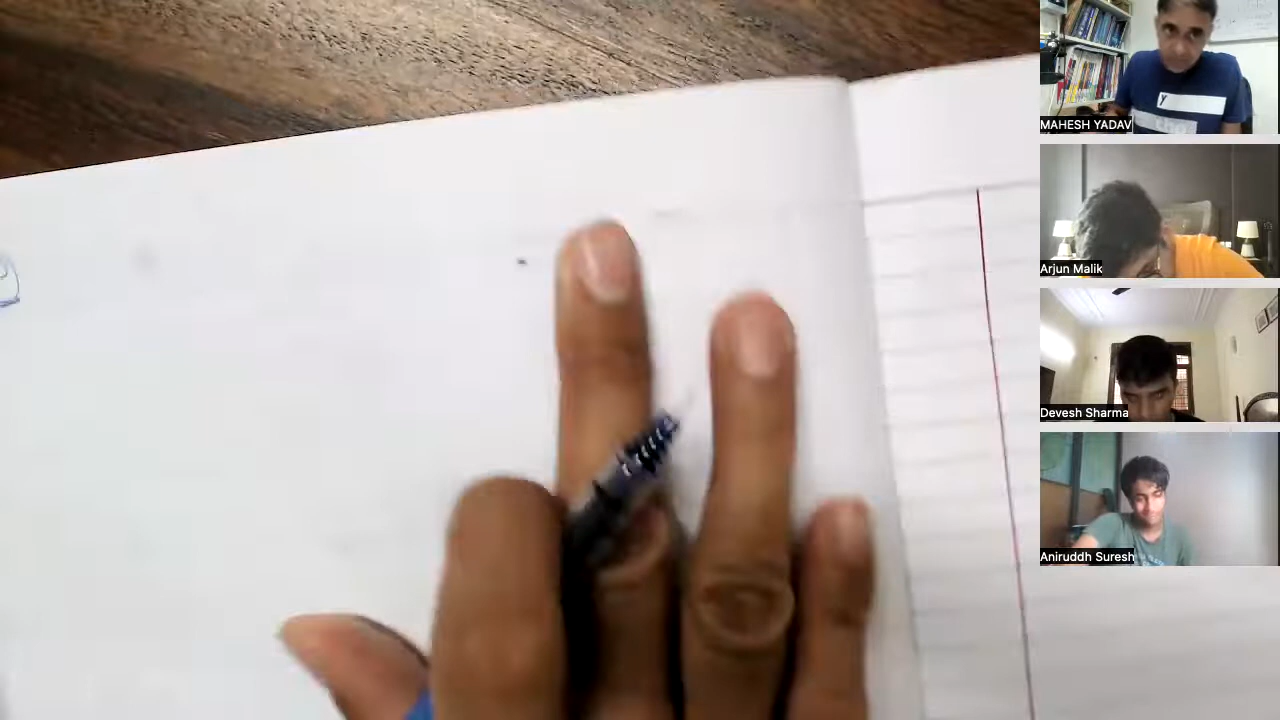 MAHESH YADAV
Arjun Malik
Devesh Sharma
Aniruddh Suresh